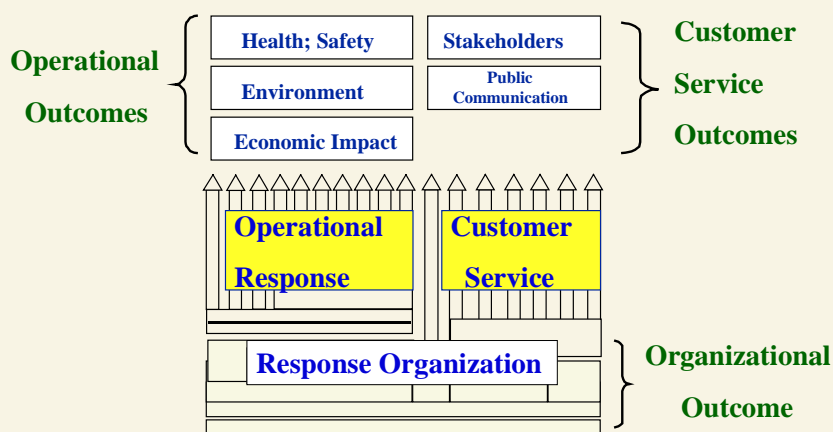 Operational
Outcomes
Health; Safety
Environment
Economic Impact
Stakeholders
Public
Communication
Customer
Service
Outcomes
Operational
Response
Customer
Service
Response Organization
Organizational
Outcome